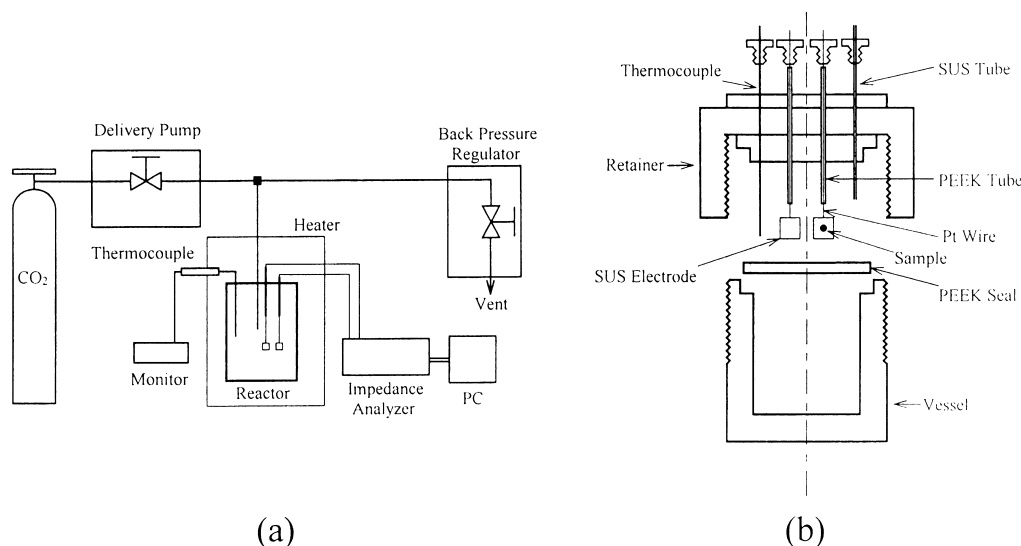 Delivery Pump
Back Pressure
Regulator
Heater
Thermocouple
CO2
Vent
Monitor
Reactor
Impedance
Analyzer
PC
(a)
Thermocouple
SUS Tube
Retainer
PEEK Tube
Pt Wire
Sample
SUS Electrode
PEEK Seal
Vessel
(b)